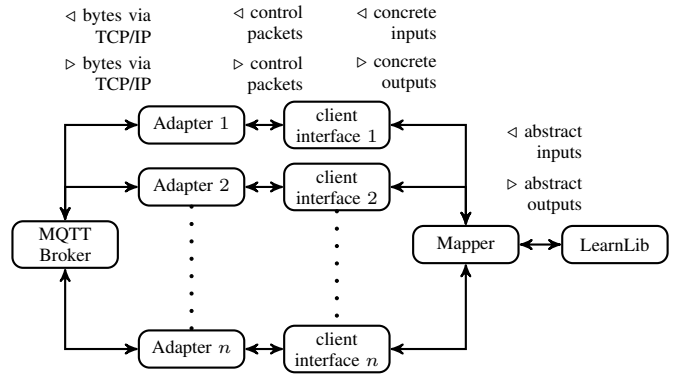 ◁ bytes via
TCP/IP
▷ bytes via
TCP/IP
◁ control
packets
▷ control
packets
◁ concrete
inputs
▷ concrete
outputs
Adapter 1
client
interface 1
◁ abstract
inputs
▷ abstract
outputs
Adapter 2
client
interface 2
MQTT
Broker
Mapper
LearnLib
Adapter n
client
interface n